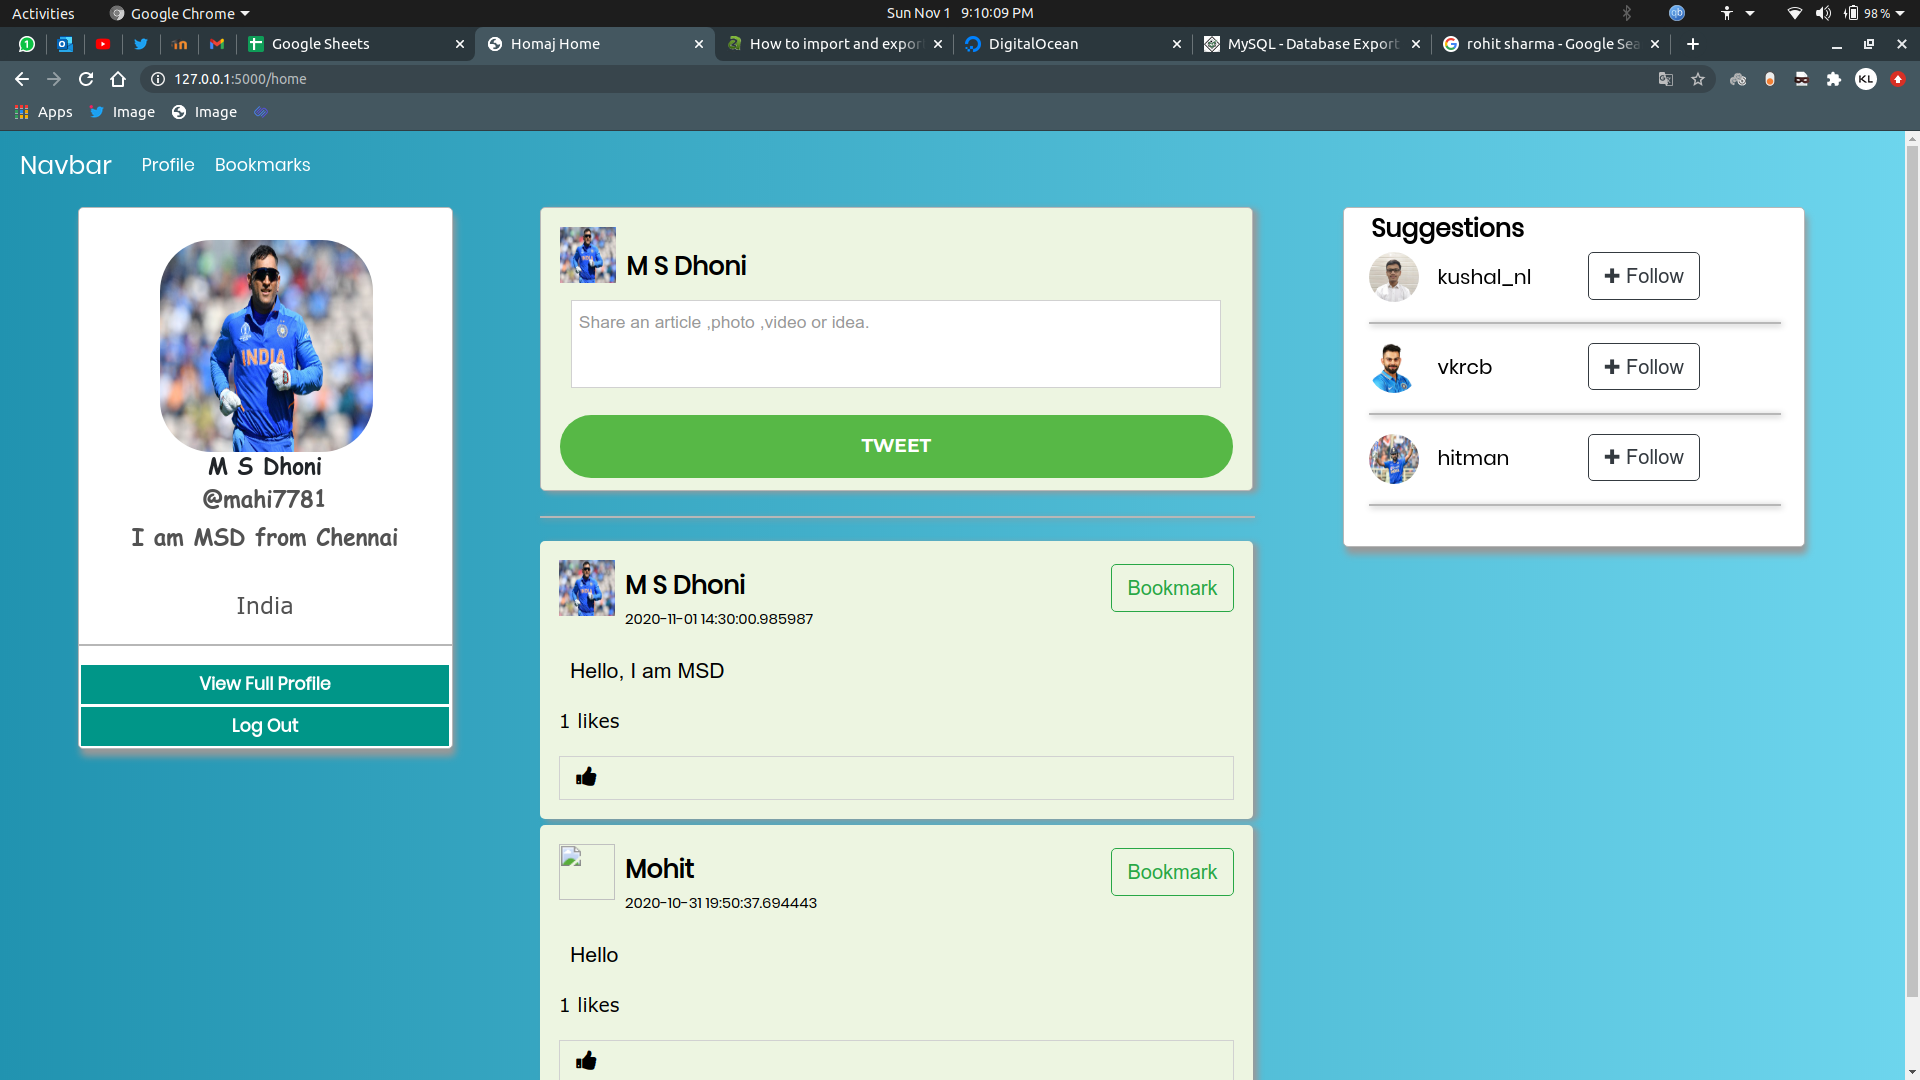 Activities
Google Chrome
Sun Nov 1 9:10:09 PM
98 %
Google Sheets
Homaj Home
How to import and expor
DigitalOcean
MySQL - Database Export
rohit sharma - Google Sea
127.0.0.1:5000/home
KL
Apps
Image
Image
Navbar
Profile
Bookmarks
INDIA
M S Dhoni
@mahi7781
I am MSD from Chennai
India
View Full Profile
Log Out
M S Dhoni
Share an article ,photo ,video or idea.
TWEET
M S Dhoni
Bookmark
2020-11-01 14:30:00.985987
Hello, I am MSD
1 likes
Mohit
Bookmark
2020-10-31 19:50:37.694443
Hello
1 likes
Suggestions
kushal_nl
Follow
vkrcb
Follow
hitman
Follow